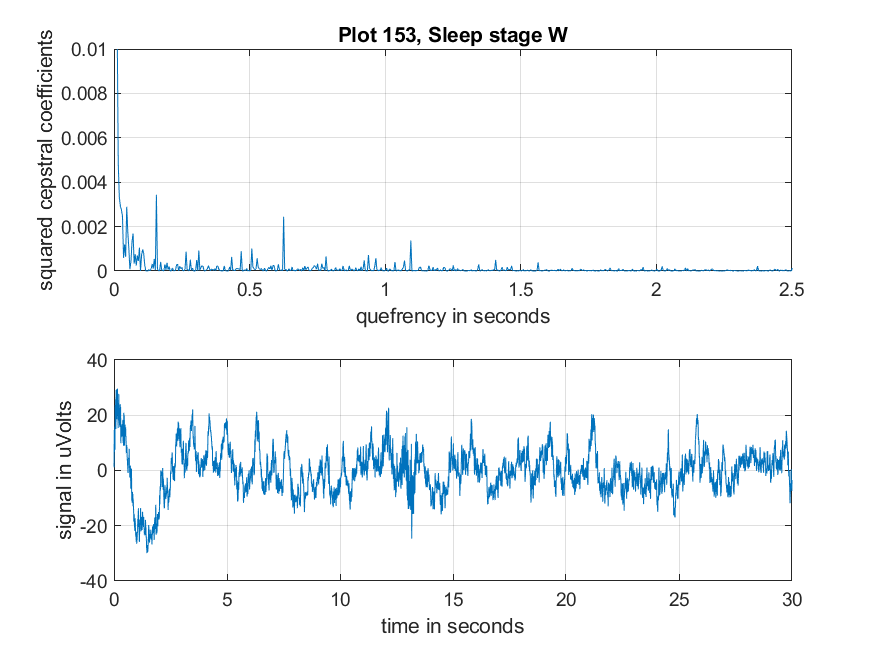 Plot 153, Sleep stage W
squared cepstral coefficients
0.01
0.008
0.006
0.004
0.002
0
0 0.5 1 1.5 2 2.5
quefrency in seconds
signal in uVolts
40
20
0
-20
-40
0 5 10 15 20 25 30
time in seconds